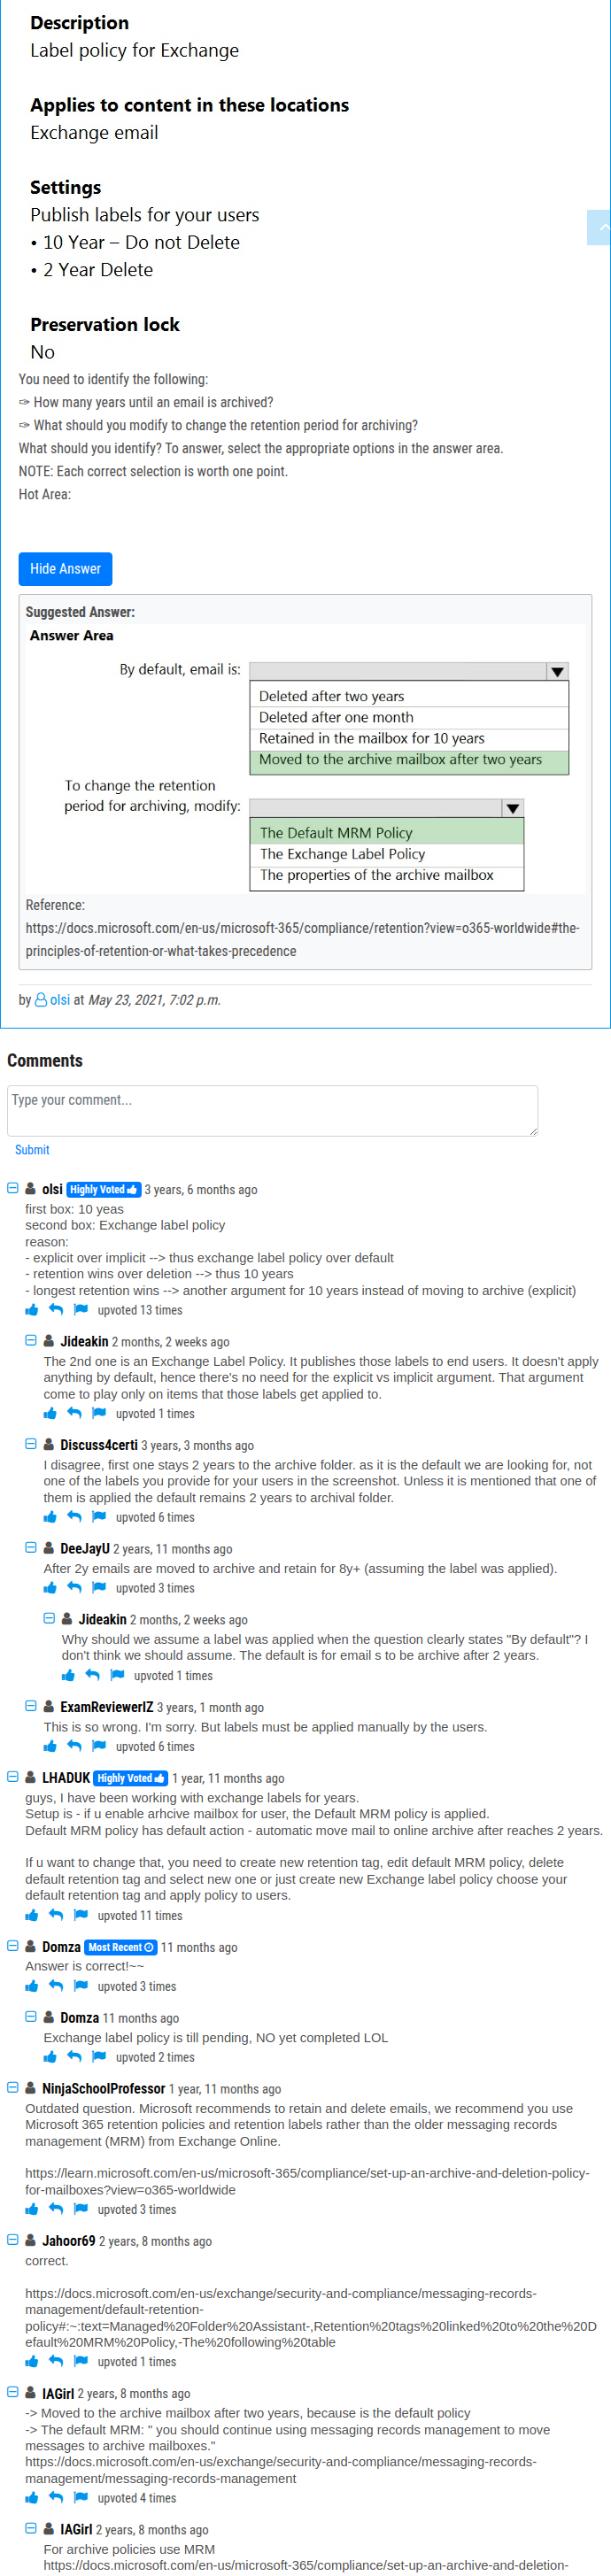 Description
Label policy for Exchange
Applies to content in these locations
Exchange email
Settings
Publish labels for your users
• 10 Year – Do not Delete
• 2 Year Delete
Preservation lock
No
You need to identify the following:
✑ How many years until an email is archived?
✑ What should you modify to change the retention period for archiving?
What should you identify? To answer, select the appropriate options in the answer area.
NOTE: Each correct selection is worth one point.
Hot Area:
Hide Answer
Suggested Answer:
Answer Area
By default, email is:
Deleted after two years
Deleted after one month
Retained in the mailbox for 10 years
Moved to the archive mailbox after two years
To change the retention
period for archiving, modify:
The Default MRM Policy
The Exchange Label Policy
The properties of the archive mailbox
Reference:
https://docs.microsoft.com/en-us/microsoft-365/compliance/retention?view=o365-worldwide#the-
principles-of-retention-or-what-takes-precedence
by olsi at May 23, 2021, 7:02 p.m.
Comments
Type your comment...
Submit
olsi Highly Voted 3 years, 6 months ago
first box: 10 yeas
second box: Exchange label policy
reason:
- explicit over implicit --> thus exchange label policy over default
- retention wins over deletion --> thus 10 years
- longest retention wins --> another argument for 10 years instead of moving to archive (explicit)
upvoted 13 times
Jideakin 2 months, 2 weeks ago
The 2nd one is an Exchange Label Policy. It publishes those labels to end users. It doesn't apply
anything by default, hence there's no need for the explicit vs implicit argument. That argument
come to play only on items that those labels get applied to.
upvoted 1 times
Discuss4certi 3 years, 3 months ago
I disagree, first one stays 2 years to the archive folder. as it is the default we are looking for, not
one of the labels you provide for your users in the screenshot. Unless it is mentioned that one of
them is applied the default remains 2 years to archival folder.
upvoted 6 times
DeeJayU 2 years, 11 months ago
After 2y emails are moved to archive and retain for 8y+ (assuming the label was applied).
upvoted 3 times
Jideakin 2 months, 2 weeks ago
Why should we assume a label was applied when the question clearly states "By default"? I
don't think we should assume. The default is for email s to be archive after 2 years.
upvoted 1 times
ExamReviewerIZ 3 years, 1 month ago
This is so wrong. I'm sorry. But labels must be applied manually by the users.
upvoted 6 times
LHADUK Highly Voted 1 year, 11 months ago
guys, I have been working with exchange labels for years.
Setup is - if u enable arhcive mailbox for user, the Default MRM policy is applied.
Default MRM policy has default action - automatic move mail to online archive after reaches 2 years.
If u want to change that, you need to create new retention tag, edit default MRM policy, delete
default retention tag and select new one or just create new Exchange label policy choose your
default retention tag and apply policy to users.
upvoted 11 times
Domza Most Recent 11 months ago
Answer is correct!~~
upvoted 3 times
Domza 11 months ago
Exchange label policy is till pending, NO yet completed LOL
upvoted 2 times
NinjaSchoolProfessor 1 year, 11 months ago
Outdated question. Microsoft recommends to retain and delete emails, we recommend you use
Microsoft 365 retention policies and retention labels rather than the older messaging records
management (MRM) from Exchange Online.
https://learn.microsoft.com/en-us/microsoft-365/compliance/set-up-an-archive-and-deletion-policy-
for-mailboxes?view=o365-worldwide
upvoted 3 times
Jahoor69 2 years, 8 months ago
correct.
https://docs.microsoft.com/en-us/exchange/security-and-compliance/messaging-records-
management/default-retention-
policy#:~:text=Managed%20Folder%20Assistant-,Retention%20tags%20linked%20to%20the%20D
efault%20MRM%20Policy,-The%20following%20table
upvoted 1 times
IAGirl 2 years, 8 months ago
-> Moved to the archive mailbox after two years, because is the default policy
-> The default MRM: " you should continue using messaging records management to move
messages to archive mailboxes."
https://docs.microsoft.com/en-us/exchange/security-and-compliance/messaging-records-
management/messaging-records-management
upvoted 4 times
IAGirl 2 years, 8 months ago
For archive policies use MRM
https://docs.microsoft.com/en-us/microsoft-365/compliance/set-up-an-archive-and-deletion-